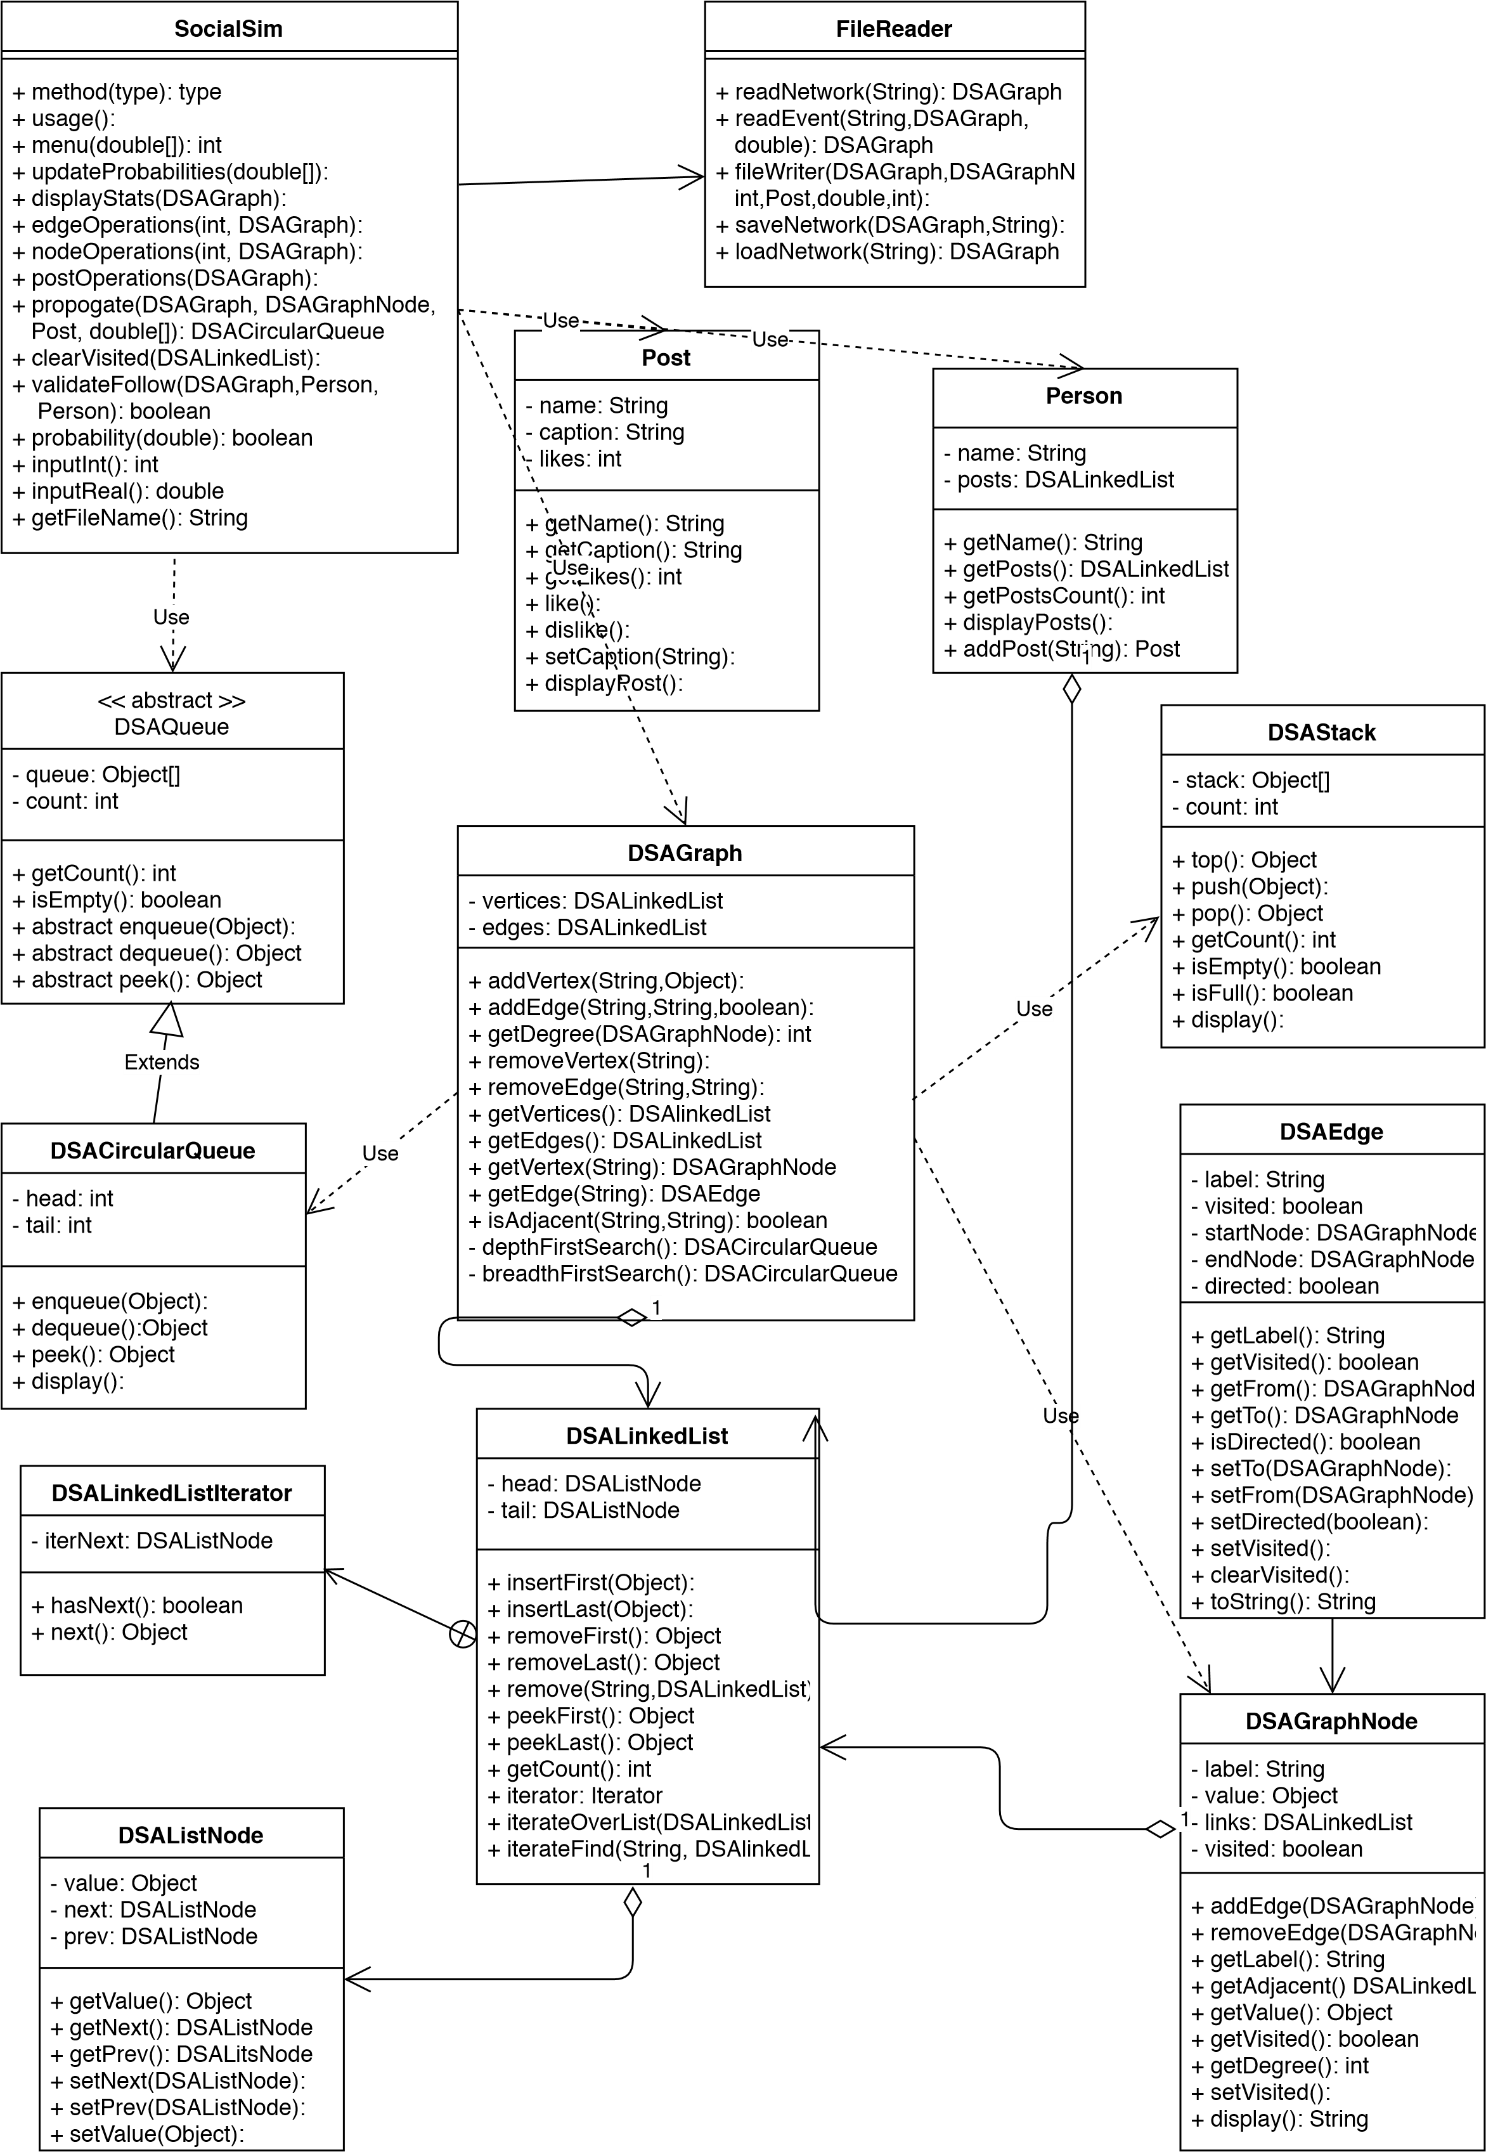 SocialSim
+ method(type): type
+ usage():
+ menu(double[]): int
+ updateProbabilities(double[]):
+ displayStats(DSAGraph):
+ edgeOperations(int, DSAGraph):
+ nodeOperations(int, DSAGraph):
+ postOperations(DSAGraph):
+ propogate(DSAGraph, DSAGraphNode,
Post, double[]): DSACircularQueue
+ clearVisited(DSALinkedList):
+ validateFollow(DSAGraph,Person,
Person): boolean
+ probability(double): boolean
+ inputInt(): int
+ inputReal(): double
+ getFileName(): String
FileReader
+ readNetwork(String): DSAGraph
+ readEvent(String,DSAGraph,
double): DSAGraph
+ fileWriter(DSAGraph,DSAGraphN
int,Post,double,int):
+ saveNetwork(DSAGraph,String):
+ loadNetwork(String): DSAGraph
Use
Use
Post
- name: String
- caption: String
- likes: int
+ getName(): String
+ getCaption(): String
+ getLikes(): int
+ like():
+ dislike():
+ setCaption(String):
+ displayPost():
Use
Person
- name: String
- posts: DSALinkedList
+ getName(): String
+ getPosts(): DSALinkedList
+ getPostsCount(): int
+ displayPosts():
+ addPost(String): Post
1
Use
<< abstract >>
DSAQueue
- queue: Object[]
- count: int
+ getCount(): int
+ isEmpty(): boolean
+ abstract enqueue(Object):
+ abstract dequeue(): Object
+ abstract peek(): Object
Extends
DSAStack
- stack: Object[]
- count: int
+ top(): Object
+ push(Object):
+ pop(): Object
+ getCount(): int
+ isEmpty(): boolean
+ isFull(): boolean
+ display():
DSAGraph
- vertices: DSALinkedList
- edges: DSALinkedList
+ addVertex(String,Object):
+ addEdge(String,String,boolean):
+ getDegree(DSAGraphNode): int
+ removeVertex(String):
+ removeEdge(String,String):
+ getVertices(): DSAlinkedList
+ getEdges(): DSALinkedList
+ getVertex(String): DSAGraphNode
+ getEdge(String): DSAEdge
+ isAdjacent(String,String): boolean
- depthFirstSearch(): DSACircularQueue
- breadthFirstSearch(): DSACircularQueue
1
Use
Use
Use
DSACircularQueue
- head: int
- tail: int
+ enqueue(Object):
+ dequeue():Object
+ peek(): Object
+ display():
DSAEdge
- label: String
- visited: boolean
- startNode: DSAGraphNode
- endNode: DSAGraphNode
- directed: boolean
+ getLabel(): String
+ getVisited(): boolean
+ getFrom(): DSAGraphNod
+ getTo(): DSAGraphNode
+ isDirected(): boolean
+ setTo(DSAGraphNode):
+ setFrom(DSAGraphNode)
+ setDirected(boolean):
+ setVisited():
+ clearVisited():
+ toString(): String
DSALinkedList
- head: DSAListNode
- tail: DSAListNode
+ insertFirst(Object):
+ insertLast(Object):
+ removeFirst(): Object
+ removeLast(): Object
+ remove(String,DSALinkedList)
+ peekFirst(): Object
+ peekLast(): Object
+ getCount(): int
+ iterator: Iterator
+ iterateOverList(DSALinkedList
+ iterateFind(String, DSAlinkedL
1
DSALinkedListIterator
- iterNext: DSAListNode
+ hasNext(): boolean
+ next(): Object
DSAListNode
- value: Object
- next: DSAListNode
- prev: DSAListNode
+ getValue(): Object
+ getNext(): DSAListNode
+ getPrev(): DSALitsNode
+ setNext(DSAListNode):
+ setPrev(DSAListNode):
+ setValue(Object):
DSAGraphNode
- label: String
- value: Object
1
- links: DSALinkedList
- visited: boolean
+ addEdge(DSAGraphNode
+ removeEdge(DSAGraphN
+ getLabel(): String
+ getAdjacent() DSALinkedL
+ getValue(): Object
+ getVisited(): boolean
+ getDegree(): int
+ setVisited():
+ display(): String